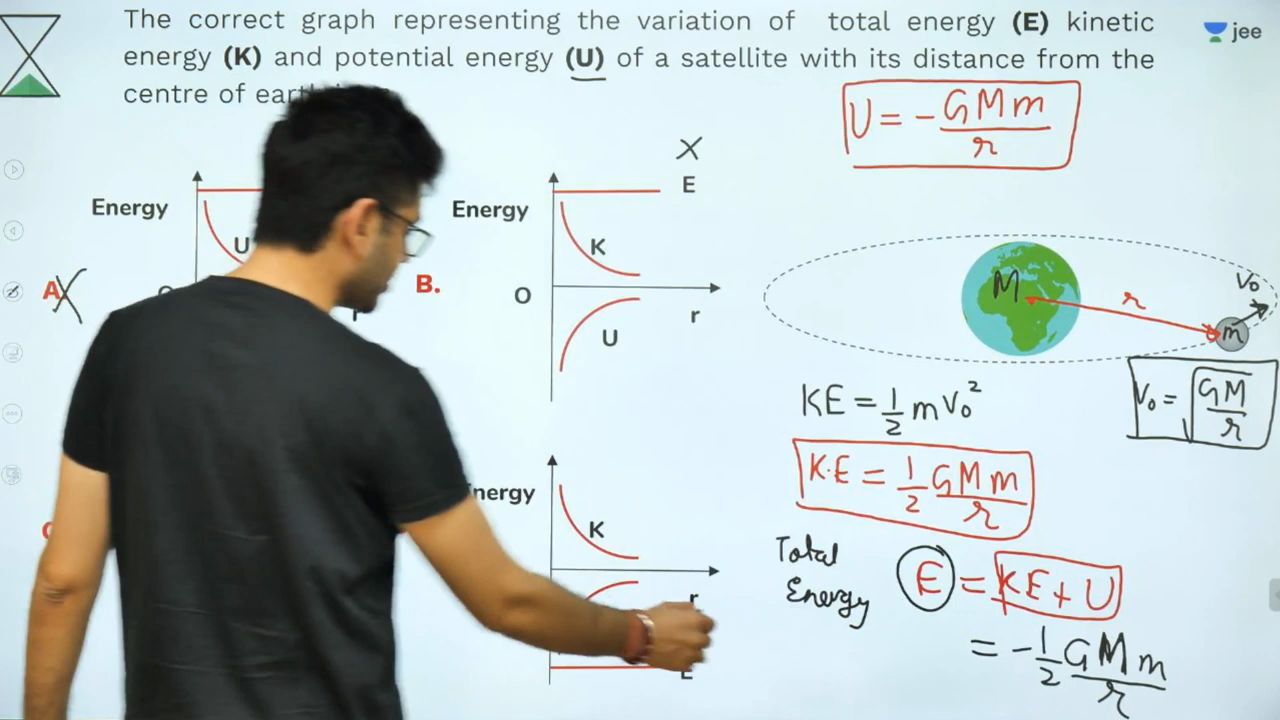 The correct graph representing the variation of total energy (E) kinetic
energy (K) and potential energy (U) of a satellite with its distance from the
centre of
jee
U = - GMm / r
X
E
Energy
U
A
X
Energy
K
B.
O
r
U
M
r
m
V₀
KE = 1/2 mV₀²
V₀ = √(GM / r)
K.E = 1/2 GMm / r
K
r
E
Total
Energy
E = KE + U
= - 1/2 GMm / r